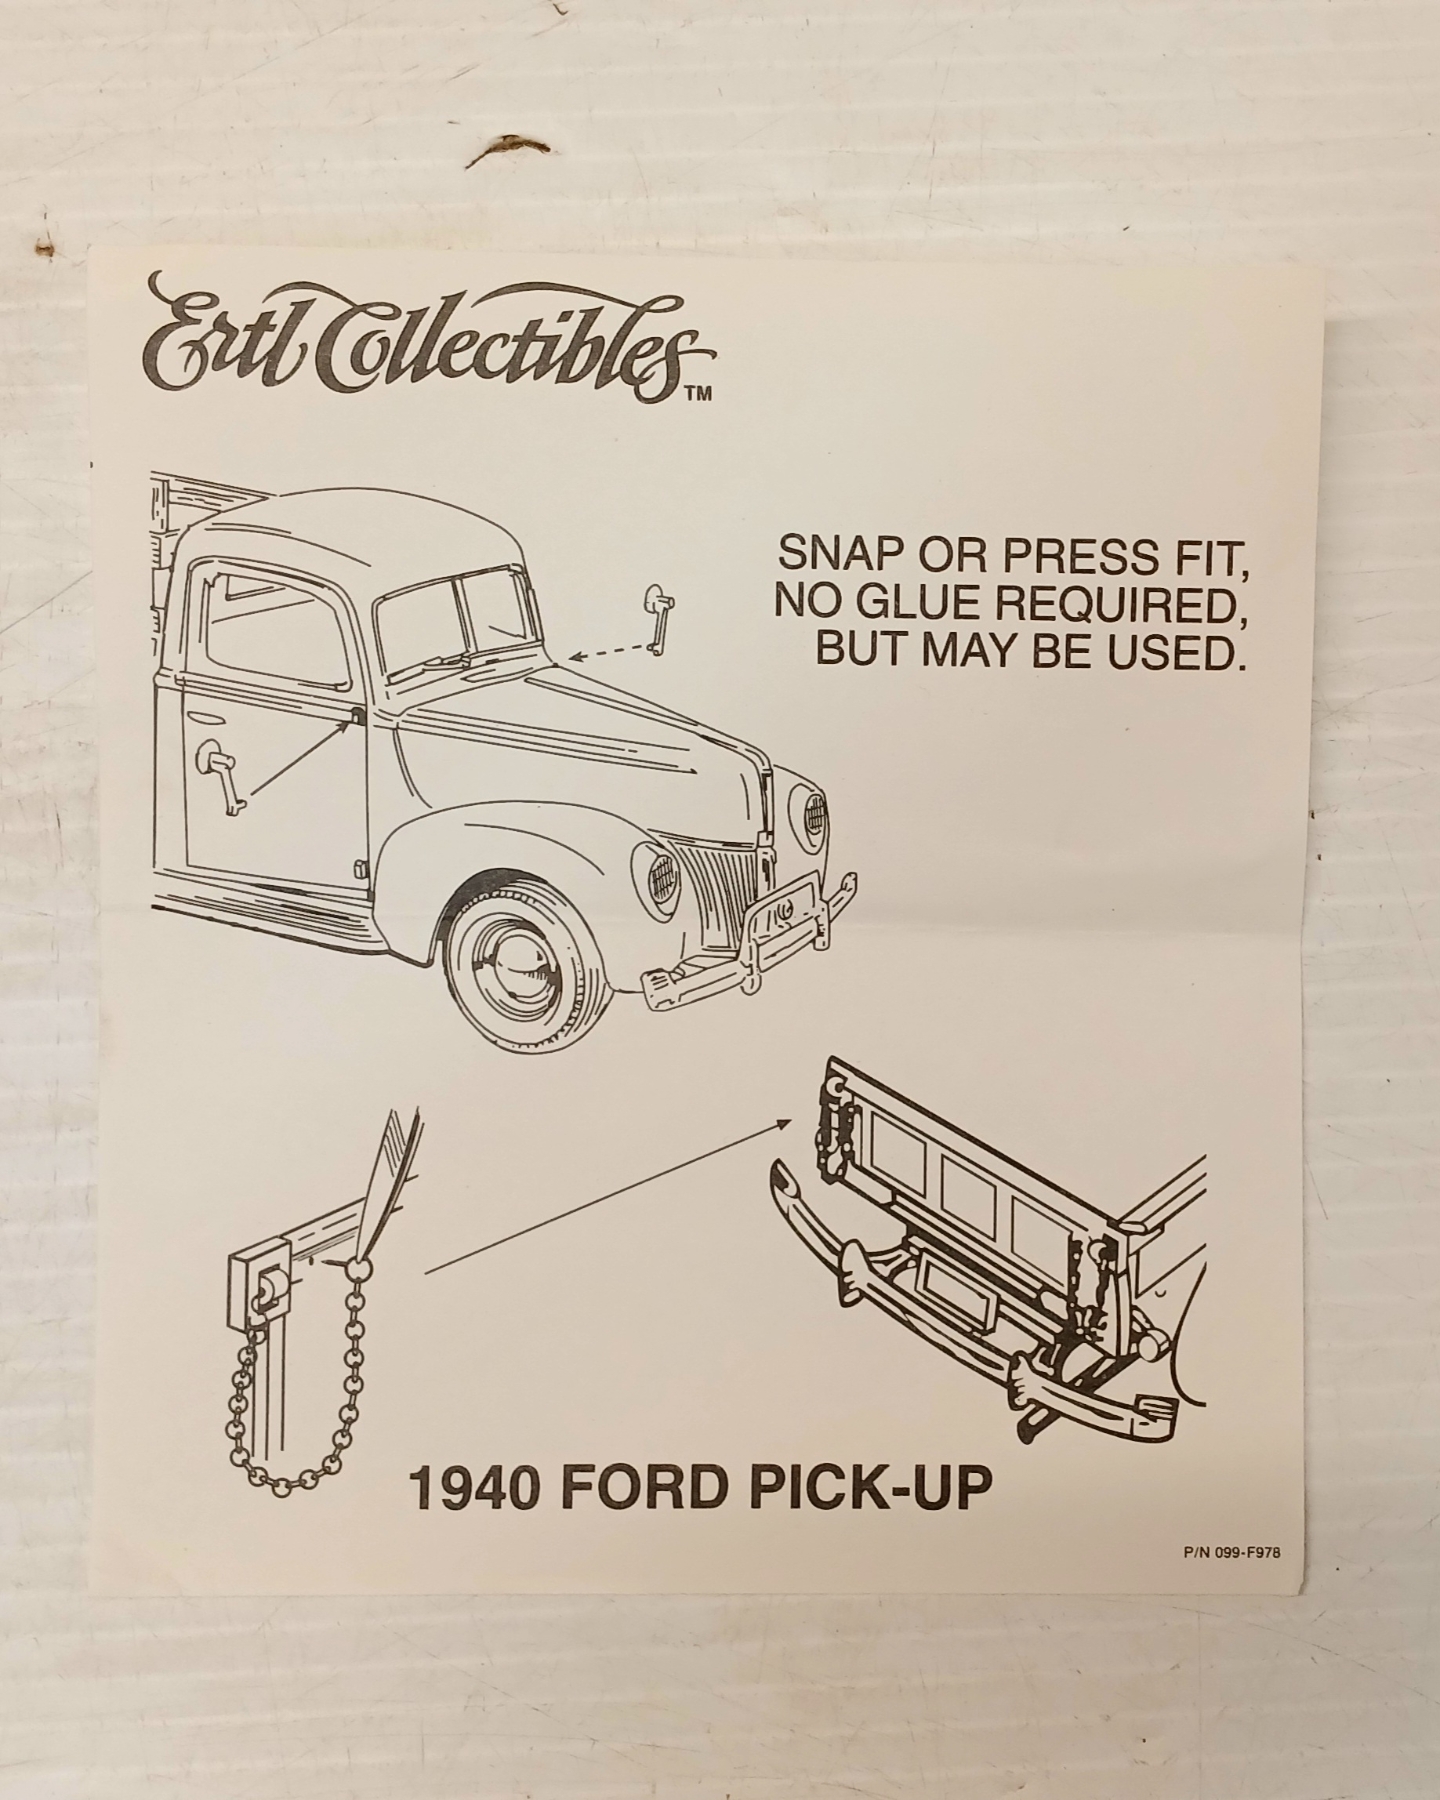 Ertl Collectibles TM
SNAP OR PRESS FIT,
NO GLUE REQUIRED,
BUT MAY BE USED.
1940 FORD PICK-UP
P/N 099-F978